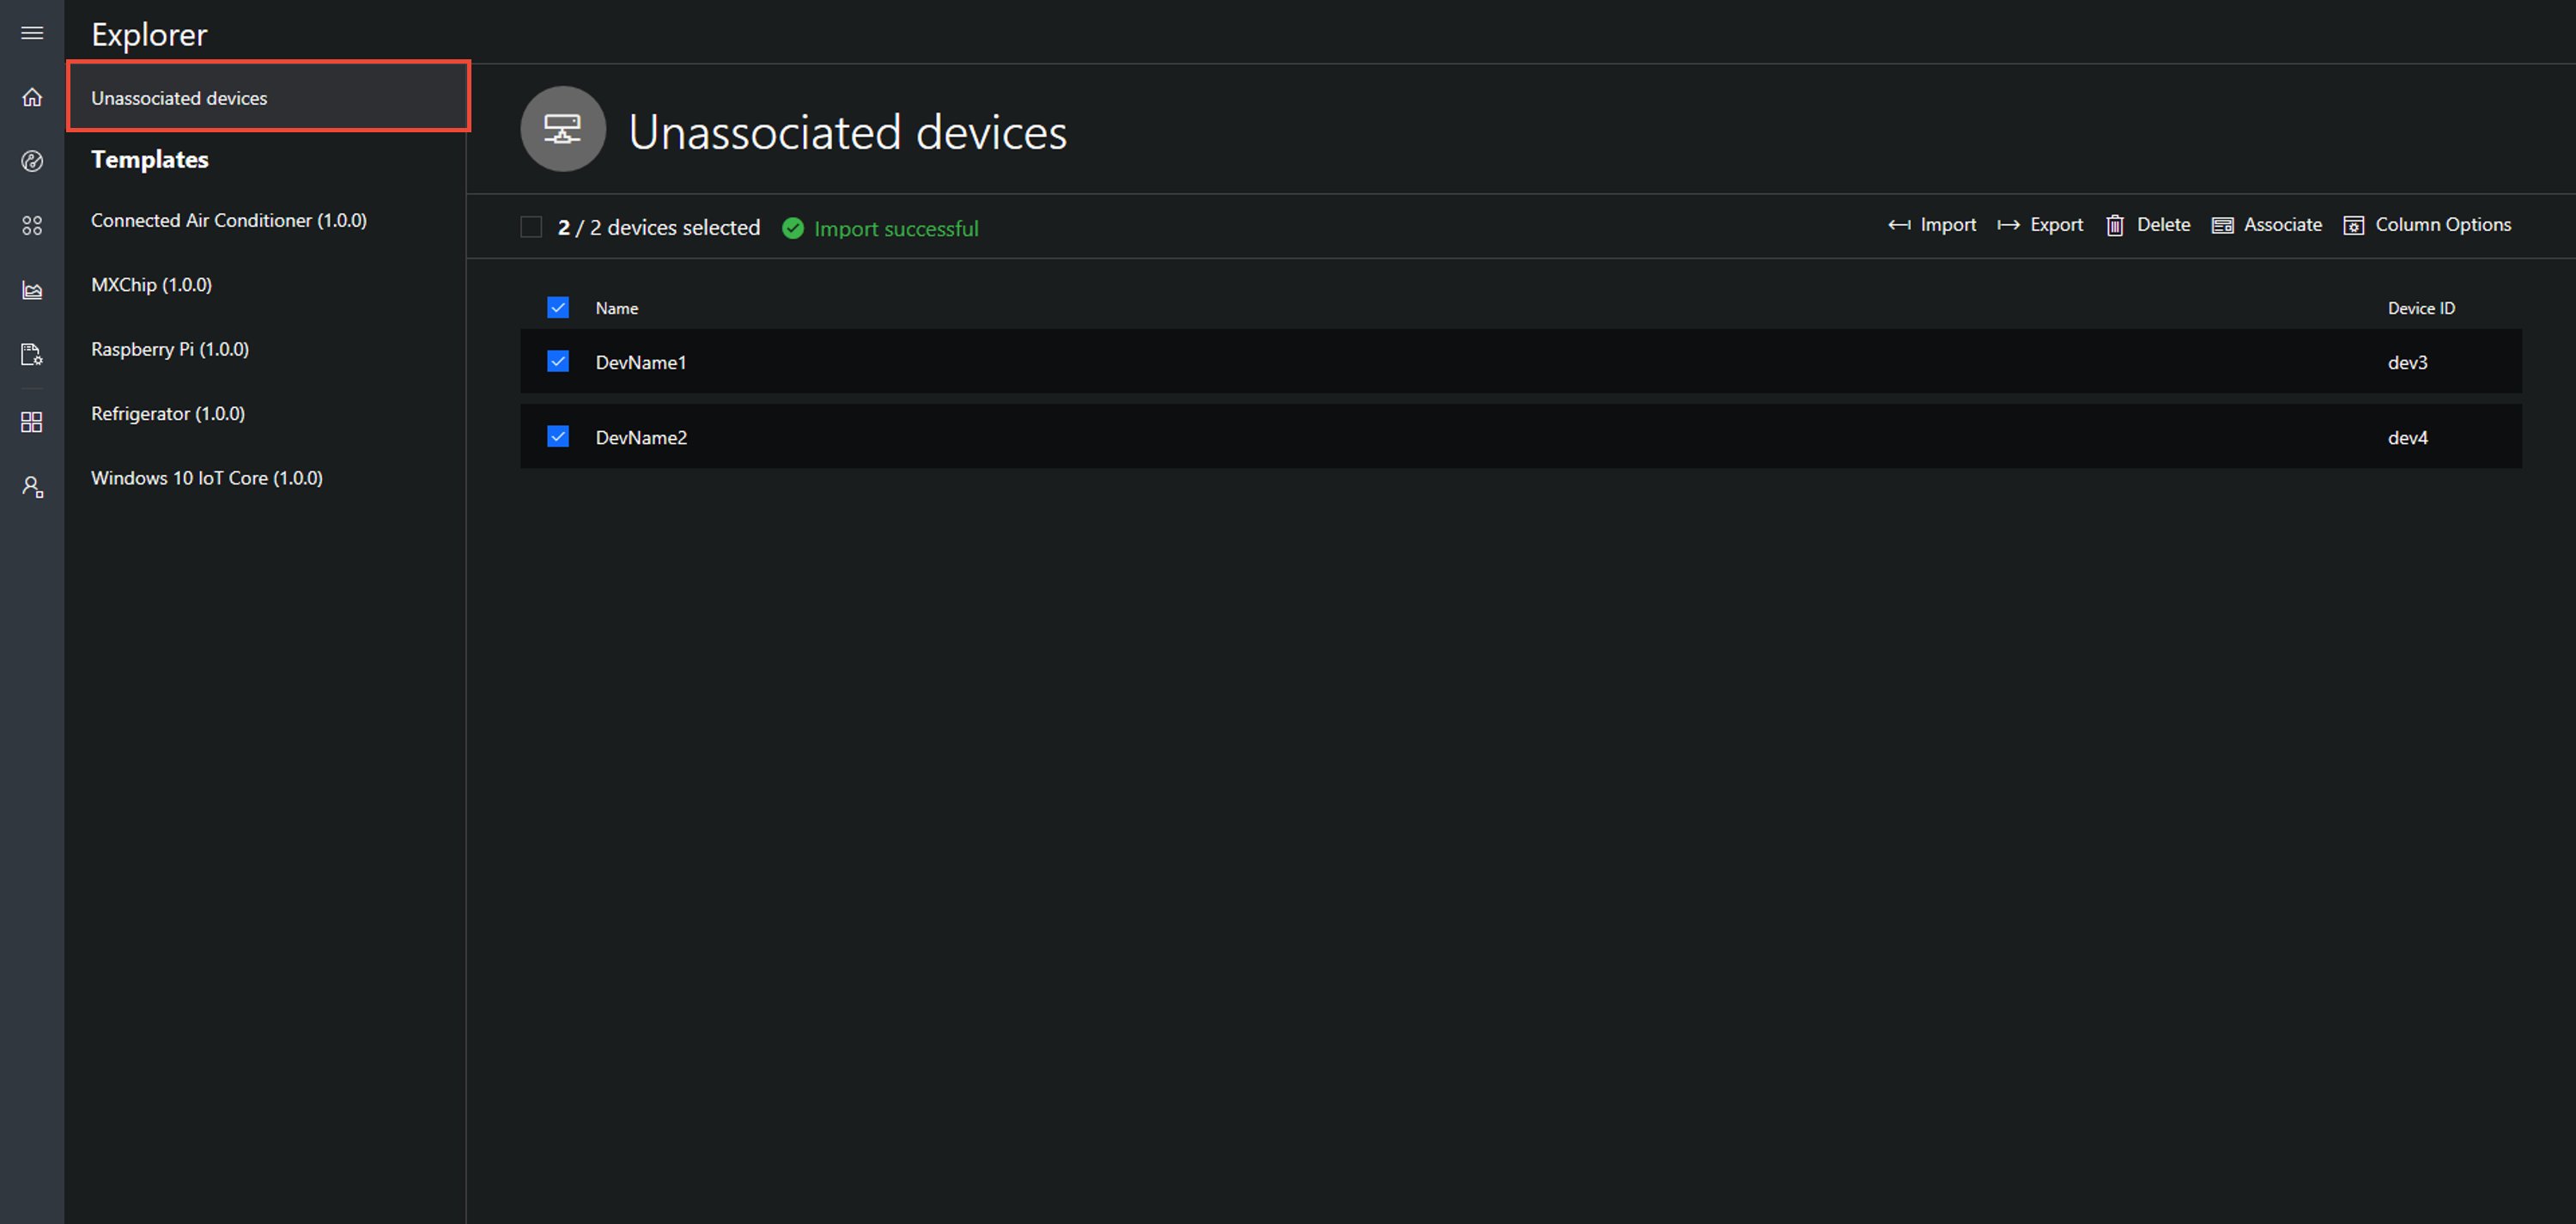 Explorer
Unassociated devices
Templates
Connected Air Conditioner (1.0.0)
MXChip (1.0.0)
Raspberry Pi (1.0.0)
Refrigerator (1.0.0)
Windows 10 IoT Core (1.0.0)
Unassociated devices
2 / 2 devices selected Import successful Import Export Delete Associate Column Options
Name Device ID
DevName1 dev3
DevName2 dev4